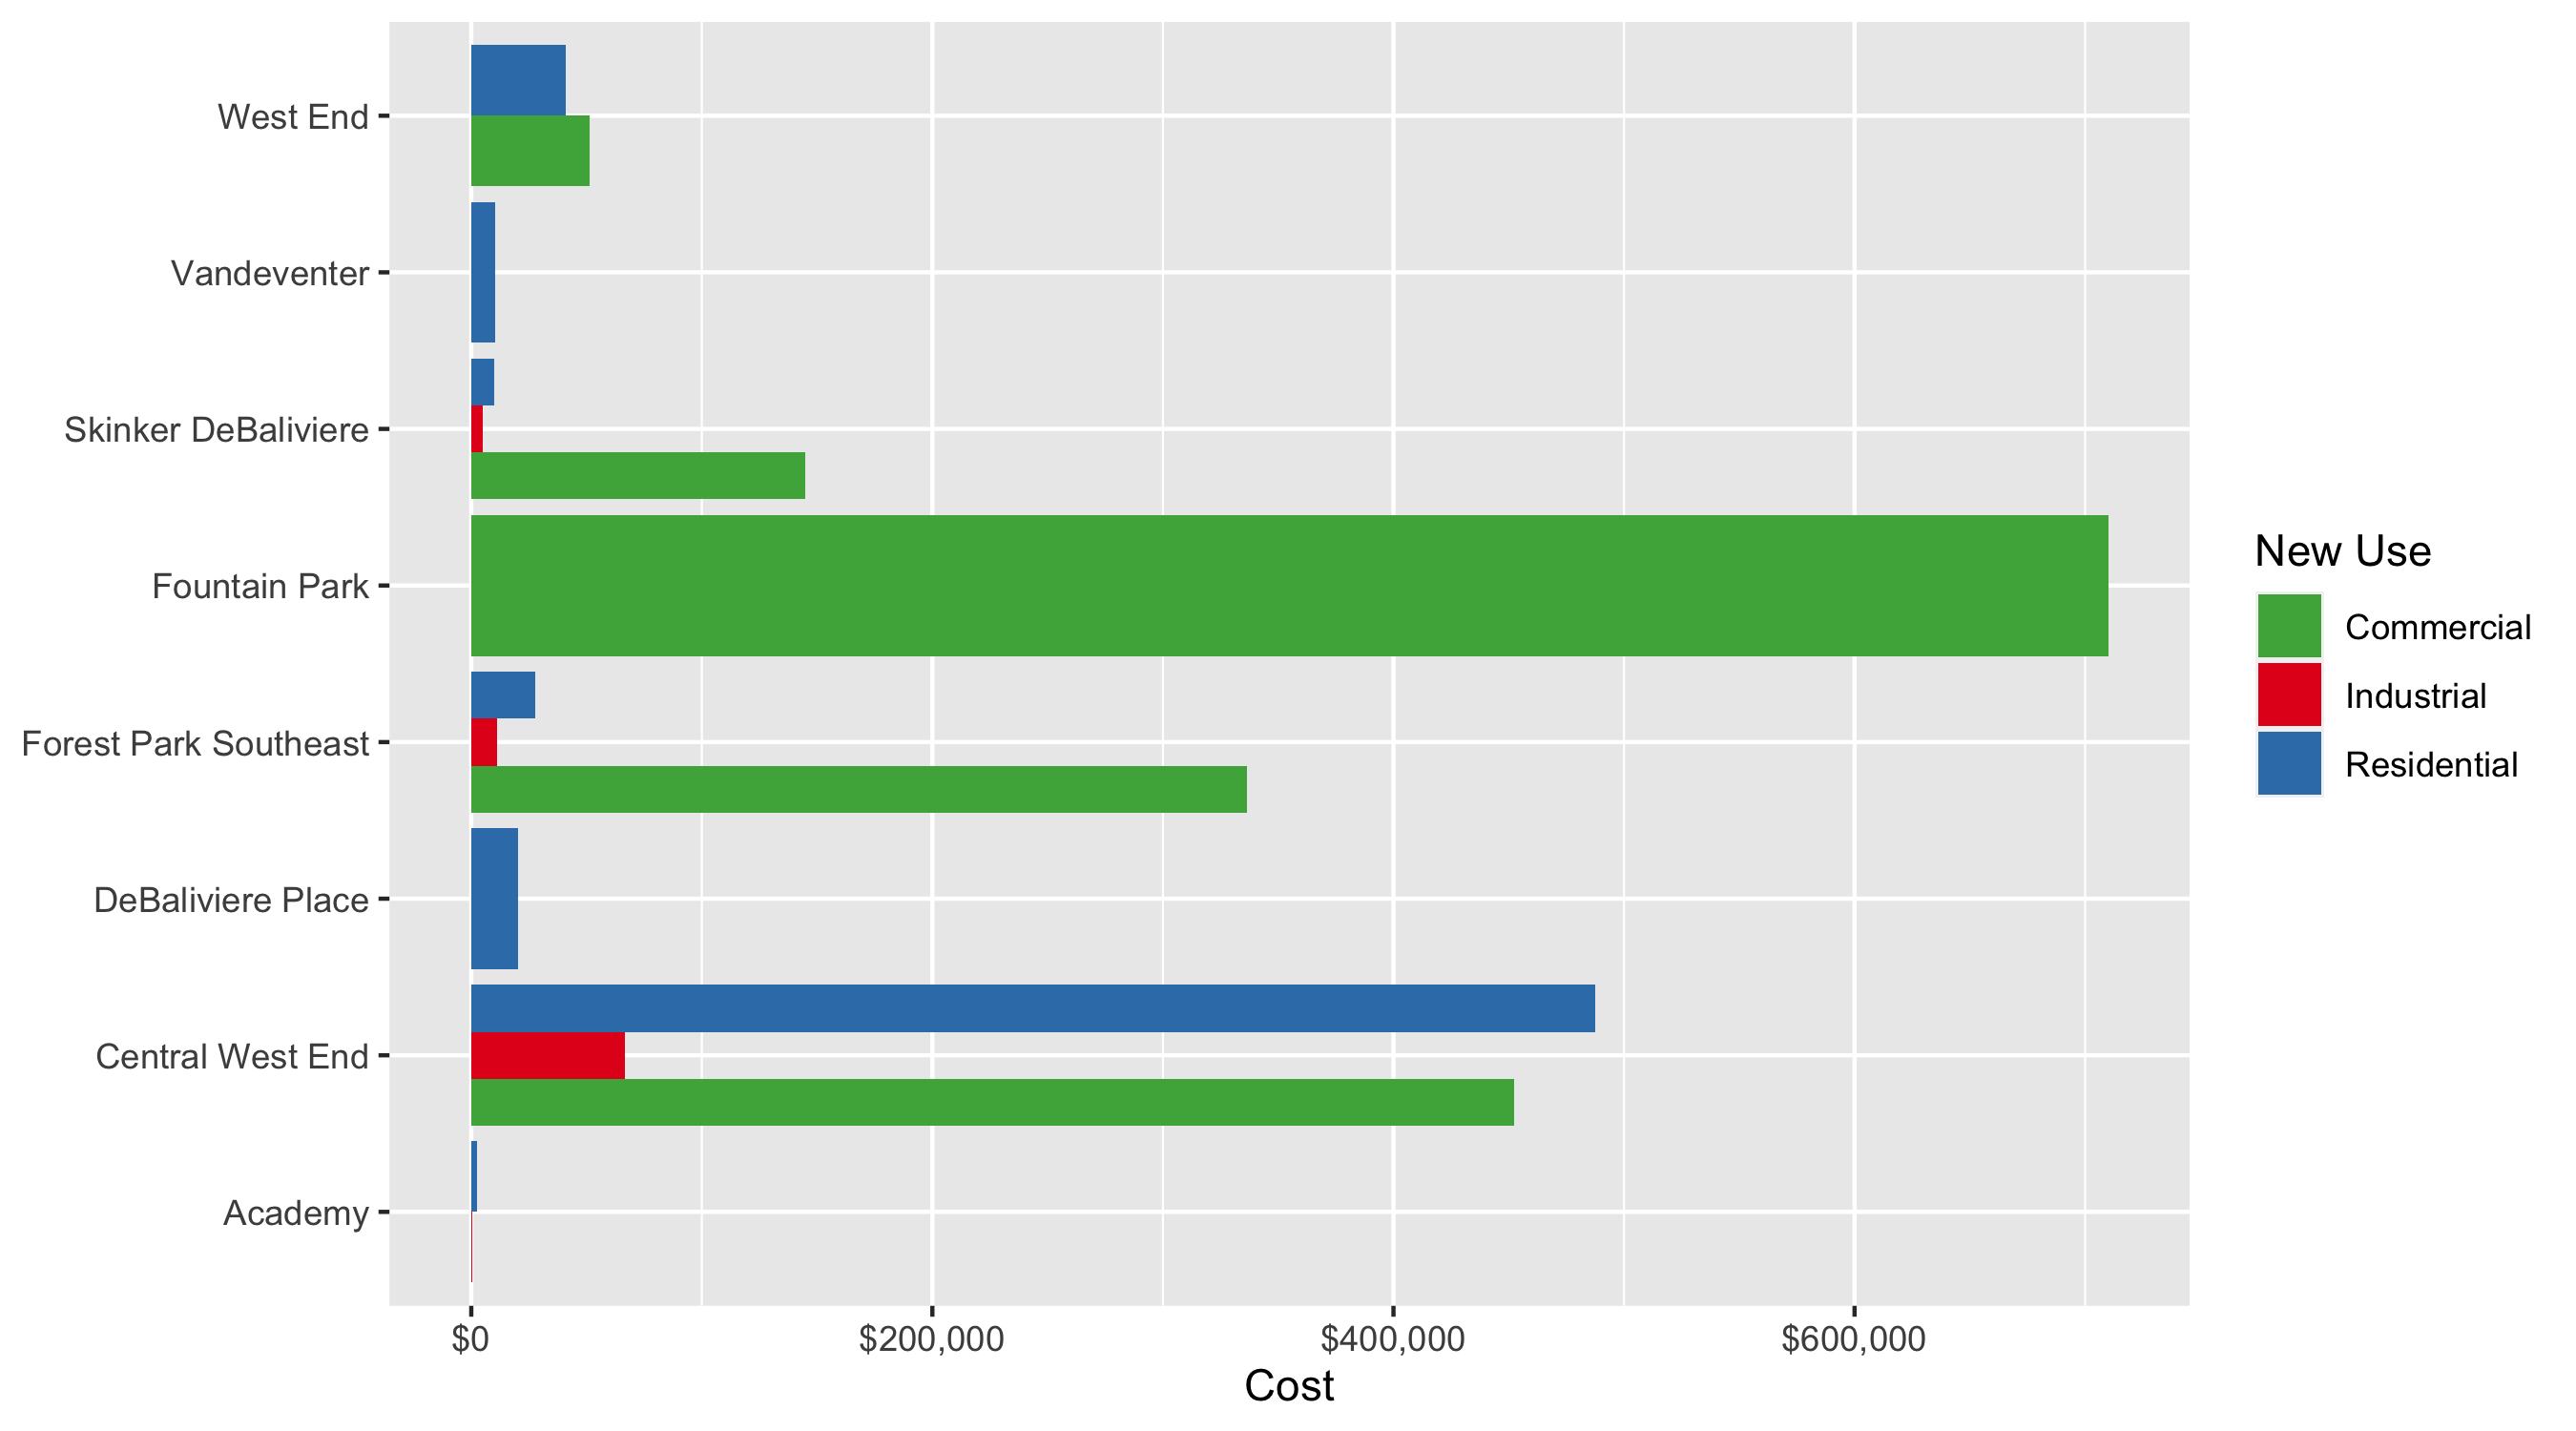 West End
Vandeventer
Skinker DeBaliviere
Fountain Park
Forest Park Southeast
DeBaliviere Place
Central West End
Academy
$0
$200,000
$400,000
$600,000
Cost
New Use
Commercial
Industrial
Residential